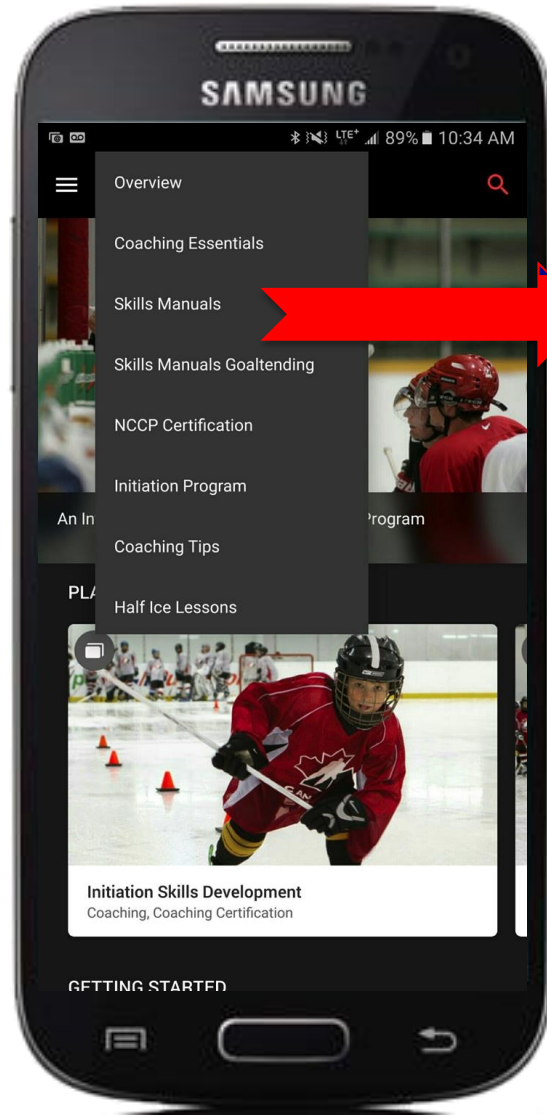 SAMSUNG
LTE+ 89% 10:34 AM
Overview
Coaching Essentials
Skills Manuals
Skills Manuals Goaltending
NCCP Certification
Initiation Program
An In Program
Coaching Tips
PLA
Half Ice Lessons
Initiation Skills Development
Coaching, Coaching Certification
GETTING STARTED